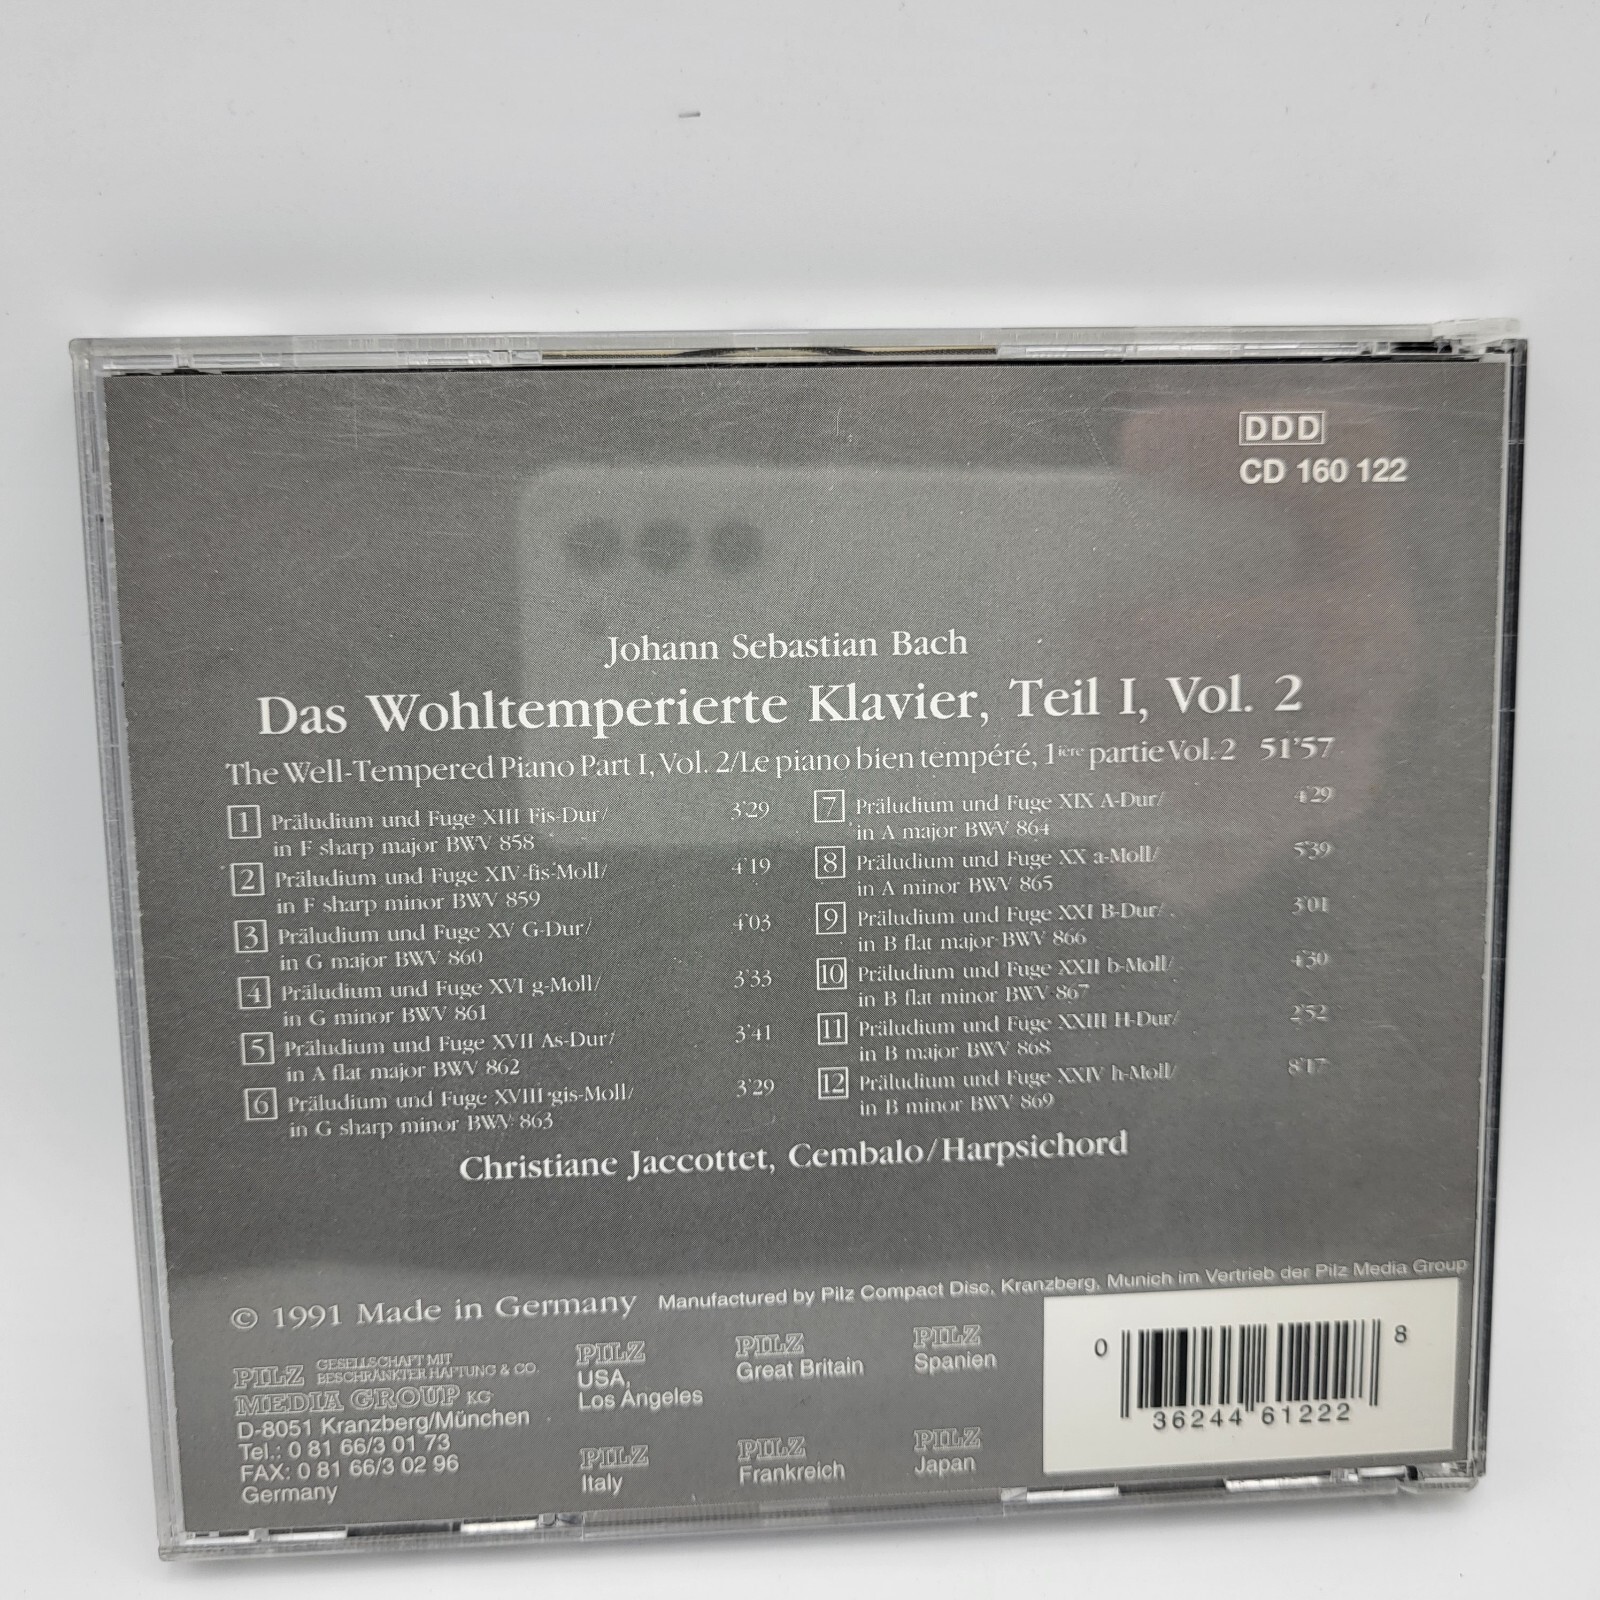 DDD
CD 160 122
Johann Sebastian Bach
Das Wohltemperierte Klavier, Teil I, Vol. 2
The Well-Tempered Piano Part I, Vol. 2/Le piano bien tempéré, 1ière partie Vol. 2 51'57
1 Präludium und Fuge XIII Fis-Dur/ 3'29
in F sharp major BWV 858
2 Präludium und Fuge XIV fis-Moll/ 4'19
in F sharp minor BWV 859
3 Präludium und Fuge XV G-Dur/ 4'03
in G major BWV 860
4 Präludium und Fuge XVI g-Moll/ 3'33
in G minor BWV 861
5 Präludium und Fuge XVII As-Dur/ 3'41
in A flat major BWV 862
6 Präludium und Fuge XVIII gis-Moll/ 3'29
in G sharp minor BWV 863
7 Präludium und Fuge XIX A-Dur/ 4'29
in A major BWV 864
8 Präludium und Fuge XX a-Moll/ 5'39
in A minor BWV 865
9 Präludium und Fuge XXI B-Dur/ 3'01
in B flat major BWV 866
10 Präludium und Fuge XXII b-Moll/ 4'30
in B flat minor BWV 867
11 Präludium und Fuge XXIII H-Dur/ 2'52
in B major BWV 868
12 Präludium und Fuge XXIV h-Moll/ 8'17
in B minor BWV 869
Christiane Jaccottet, Cembalo/Harpsichord
© 1991 Made in Germany Manufactured by Pilz Compact Disc, Kranzberg, Munich im Vertrieb der Pilz Media Group
PILZ GESELLSCHAFT MIT
BESCHRÄNKTER HAFTUNG & CO.
MEDIA GROUP KG
D-8051 Kranzberg/München
Tel.: 0 81 66/3 01 73
FAX: 0 81 66/3 02 96
Germany
PILZ
USA,
Los Angeles
PILZ
Great Britain
PILZ
Spanien
PILZ
Italy
PILZ
Frankreich
PILZ
Japan
0 36244 61222 8